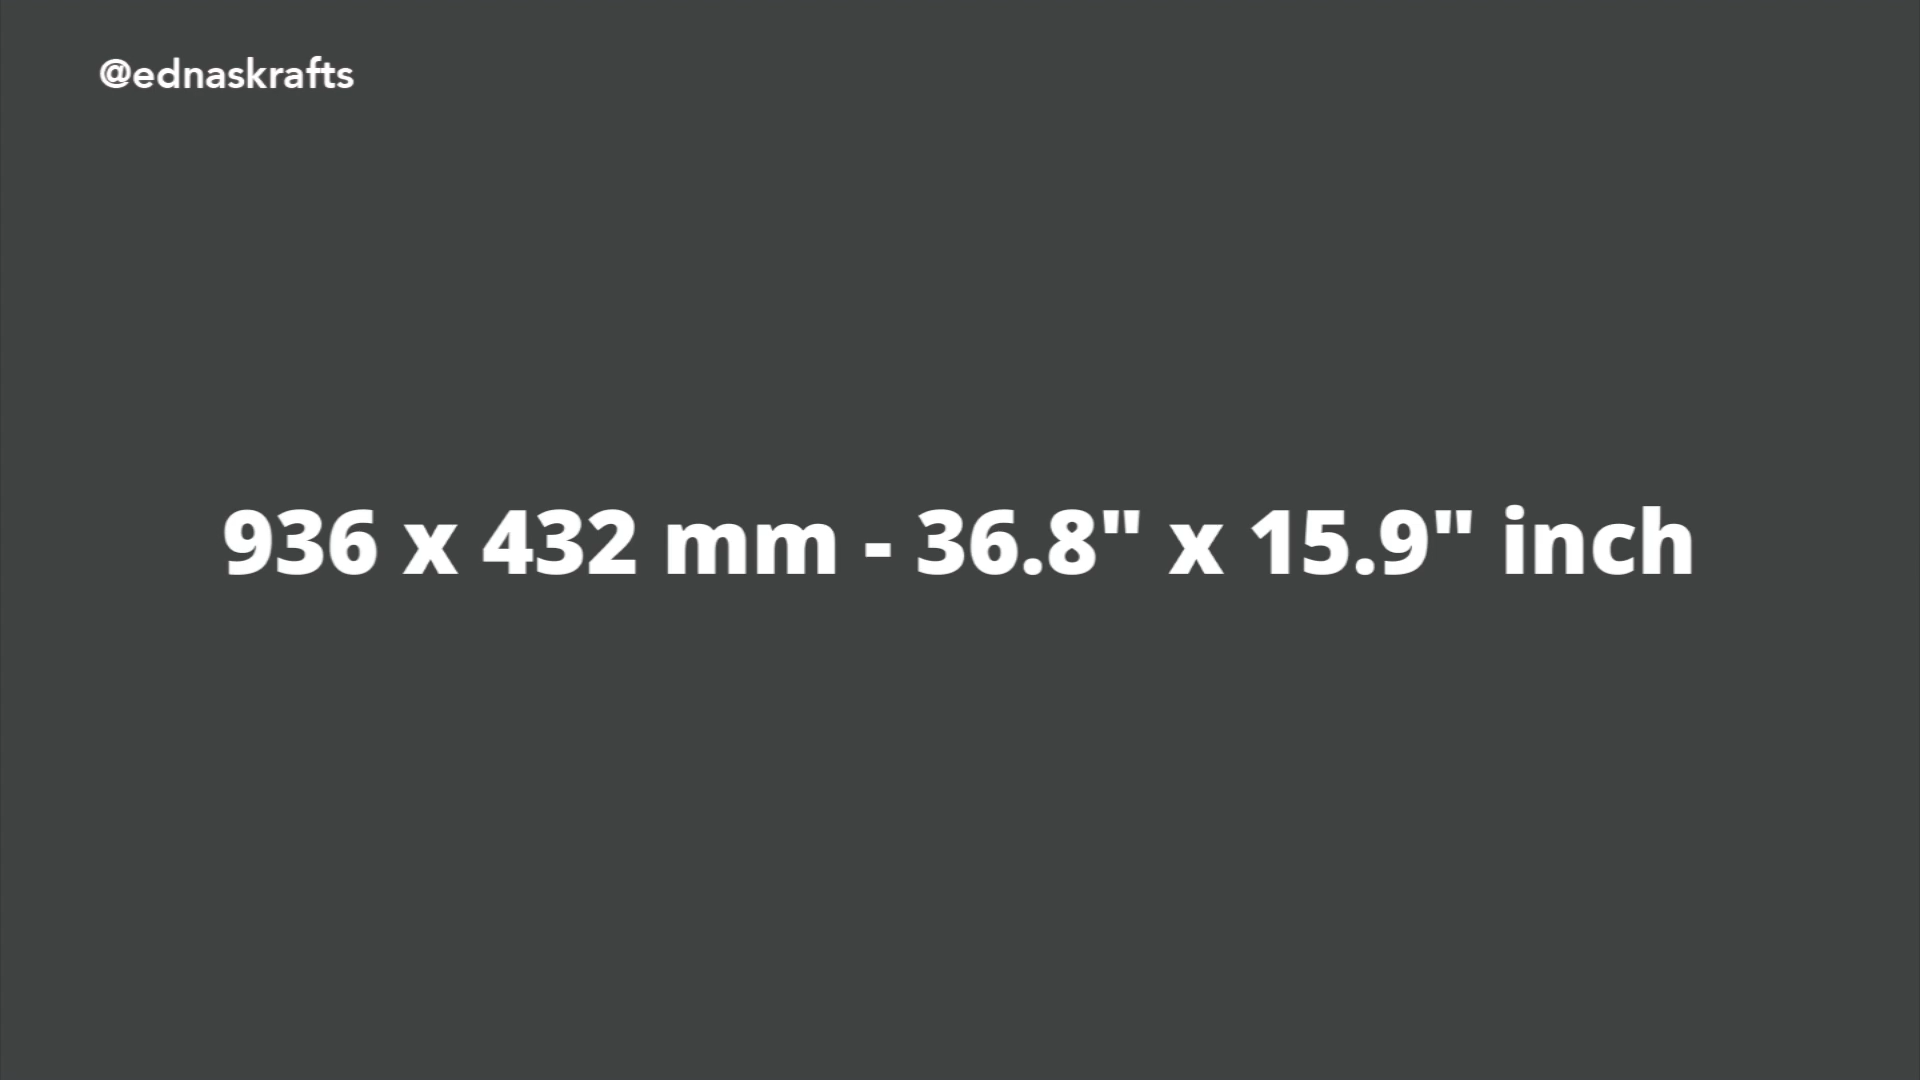 @ednaskrafts
936 x 432 mm - 36.8" x 15.9" inch